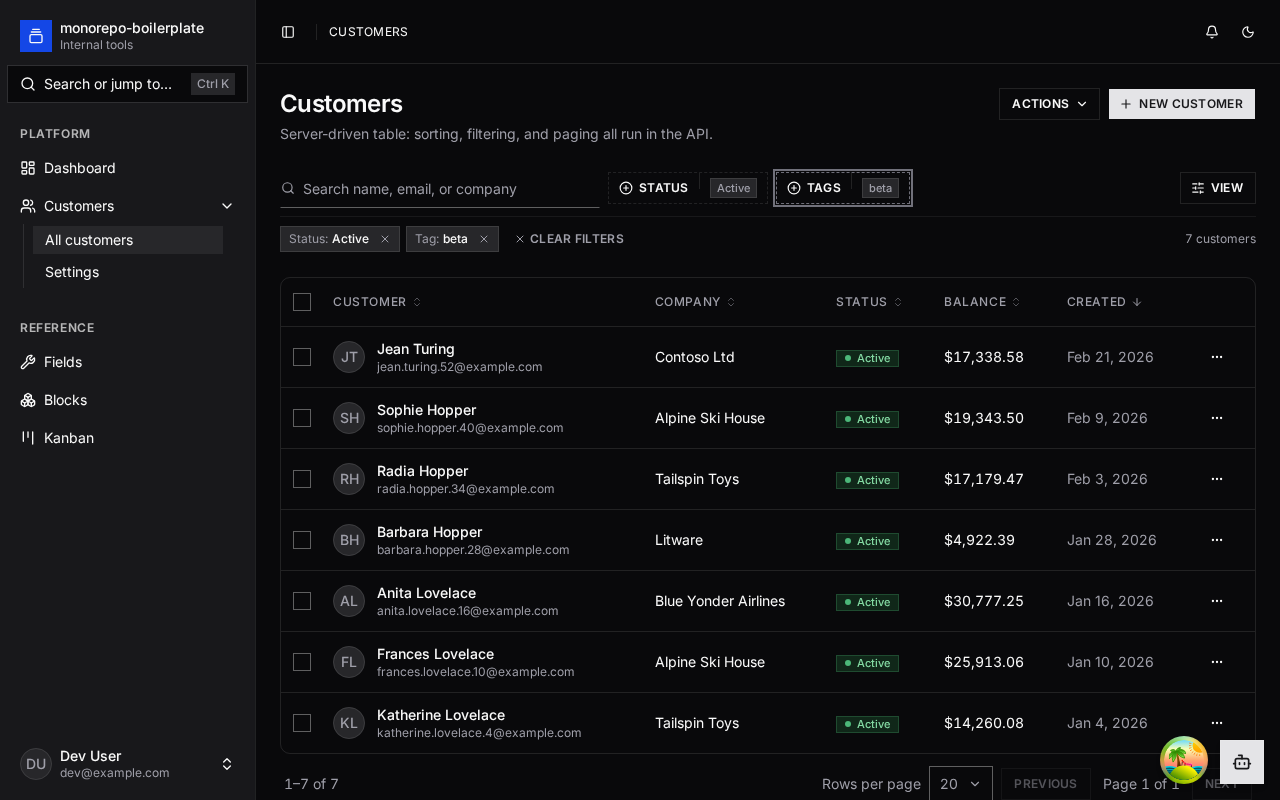 monorepo-boilerplate
Internal tools
Search or jump to... Ctrl K
PLATFORM
Dashboard
Customers
All customers
Settings
REFERENCE
Fields
Blocks
Kanban
DU Dev User
dev@example.com
CUSTOMERS
Customers
Server-driven table: sorting, filtering, and paging all run in the API.
ACTIONS
NEW CUSTOMER
Search name, email, or company
STATUS Active
TAGS beta
VIEW
Status: Active
Tag: beta
CLEAR FILTERS
7 customers
CUSTOMER COMPANY STATUS BALANCE CREATED
JT Jean Turing Contoso Ltd Active $17,338.58 Feb 21, 2026
jean.turing.52@example.com
SH Sophie Hopper Alpine Ski House Active $19,343.50 Feb 9, 2026
sophie.hopper.40@example.com
RH Radia Hopper Tailspin Toys Active $17,179.47 Feb 3, 2026
radia.hopper.34@example.com
BH Barbara Hopper Litware Active $4,922.39 Jan 28, 2026
barbara.hopper.28@example.com
AL Anita Lovelace Blue Yonder Airlines Active $30,777.25 Jan 16, 2026
anita.lovelace.16@example.com
FL Frances Lovelace Alpine Ski House Active $25,913.06 Jan 10, 2026
frances.lovelace.10@example.com
KL Katherine Lovelace Tailspin Toys Active $14,260.08 Jan 4, 2026
katherine.lovelace.4@example.com
1–7 of 7
Rows per page 20 PREVIOUS Page 1 of 1 NEXT